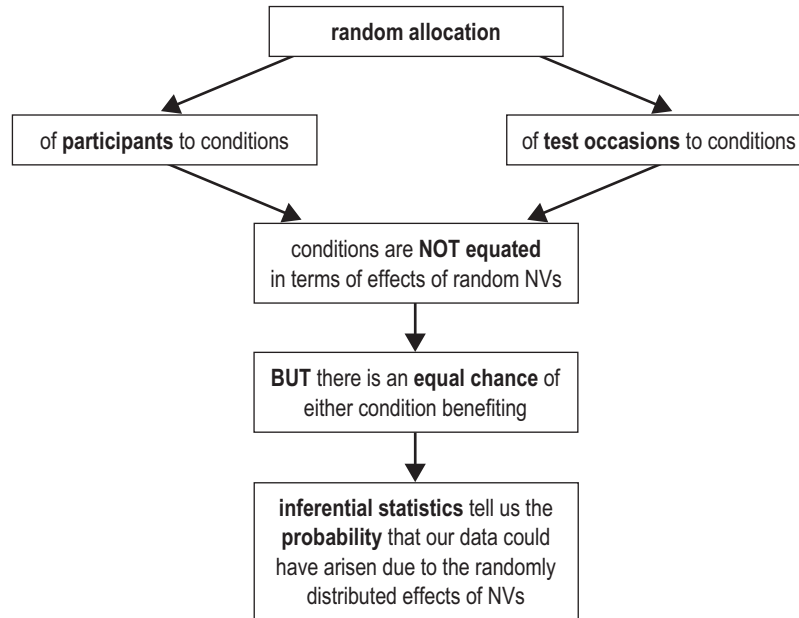 random allocation
of participants to conditions
of test occasions to conditions
conditions are NOT equated
in terms of effects of random NVs
BUT there is an equal chance of
either condition benefiting
inferential statistics tell us the
probability that our data could
have arisen due to the randomly
distributed effects of NVs